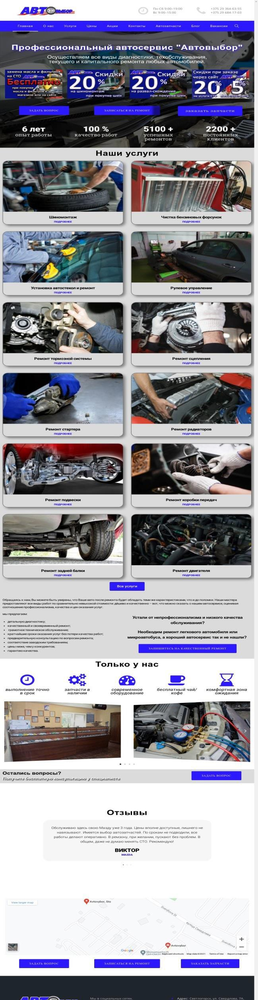 АВТОВЫБОР
Пн-Сб 9:00–19:00
Вс 9:00–15:00
+375 29 364-63-55
+375 29 684-17-03
Главная О нас Услуги Цены Акции Контакты Автозапчасти Блог Вакансии
Профессиональный автосервис "Автовыбор"
Осуществляем все виды диагностики, техобслуживания,
текущего и капитального ремонта любых автомобилей.
замена масла и фильтров
на СТО
Бесплатно
при покупке
масла и фильтров в
магазине или на сайте
Скидки
20%
на шиномонтаж
при покупке шин
Скидки
20%
на развал-схождение
при покупке шин
Скидки при заказе
через сайт
20% 5%
на услуги СТО на Автозапчасти
ЗАДАТЬ ВОПРОС
ЗАПИСАТЬСЯ НА РЕМОНТ
заказать запчасти
6 лет
опыт работы
100 %
качество работ
5100 +
успешных
ремонтов
2200 +
постоянных
клиентов
Наши услуги
Шиномонтаж
ПОДРОБНЕЕ
Чистка бензиновых форсунок
ПОДРОБНЕЕ
Установка автостекол и ремонт
ПОДРОБНЕЕ
Рулевое управление
ПОДРОБНЕЕ
Ремонт тормозной системы
ПОДРОБНЕЕ
Ремонт сцепления
ПОДРОБНЕЕ
Ремонт стартера
ПОДРОБНЕЕ
Ремонт радиаторов
ПОДРОБНЕЕ
Ремонт подвески
ПОДРОБНЕЕ
Ремонт коробки передач
ПОДРОБНЕЕ
Ремонт задней балки
ПОДРОБНЕЕ
Ремонт двигателя
ПОДРОБНЕЕ
Все услуги
Обращаясь к нам, Вы можете быть уверены, что Ваше авто после ремонта будет обладать теми же характеристиками, что и до поломки. Наши мастера
предоставляют все виды работ по сравнительно невысокой стоимости: дёшево и качественно – вот, что можно сказать о нашем автосервисе, оценивая
соотношение профессионализма, качества и цен оказания услуг.
мы предлагаем:
• детальную диагностику;
• качественный и своевременный ремонт;
• грамотное техническое обслуживание;
• кратчайшие сроки оказания услуг без потери качества работ;
• предварительную консультацию по вопросам ремонта;
• соответствие заводским требованиям;
• цены ниже, чем у конкурентов;
• гарантию качества.
Устали от непрофессионализма и низкого качества
обслуживания?
Необходим ремонт легкового автомобиля или
микроавтобуса, а хороший автосервис так и не нашли?
ЗАПИШИТЕСЬ НА КАЧЕСТВЕННЫЙ РЕМОНТ
Только у нас
выполнение точно
в срок
запчасти в
наличии
современное
оборудование
бесплатный чай/
кофе
комфортная зона
ожидания
Остались вопросы?
Получите бесплатную консультацию у специалиста
ЗАДАТЬ ВОПРОС
Отзывы
Обслуживаю здесь свою Мазду уже 3 года. Цены вполне доступные, лишнего не
навязывают. Имеется выбор автозапчастей. По срокам не подводили, все
работы делают оперативно. В ремзону, при желании, пускают без проблем. В
общем, даже не думаю менять СТО. Рекомендую!
ВИКТОР
MAZDA
View larger map
Avtovybor, Sto
Sverdlova St
вуліца Свердлава
Sverdlova S
Avtovybor
Shinomontazh
ШИНОМОН
Google
Keyboard shortcuts Map data ©2021 Terms of Use Report a map error
ЗАДАТЬ ВОПРОС
ЗАПИСАТЬСЯ НА РЕМОНТ
ЗАКАЗАТЬ ЗАПЧАСТИ
Мы в социальных сетях.
Адрес: Светлогорск, ул. Свердлова, 7А.